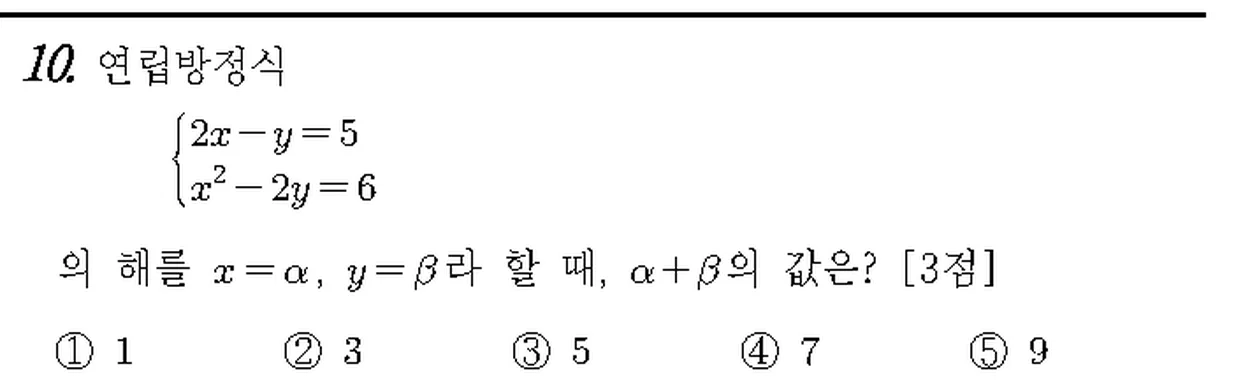 10. 연립방정식
2x-y=5
x²-2y=6
의 해를 x=α, y=β라 할 때, α+β의 값은? [3점]
① 1 ② 3 ③ 5 ④ 7 ⑤ 9